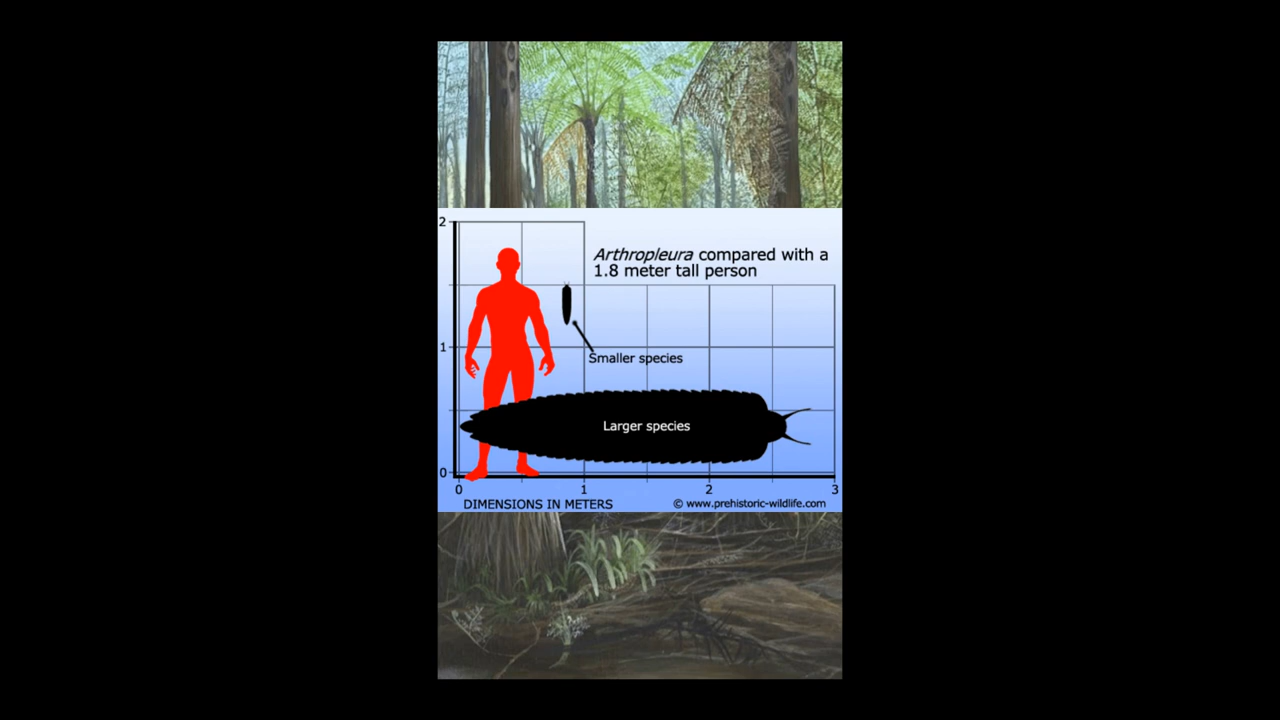 2
Arthropleura compared with a
1.8 meter tall person
1
Smaller species
Larger species
0
0 1 2 3
DIMENSIONS IN METERS © www.prehistoric-wildlife.com